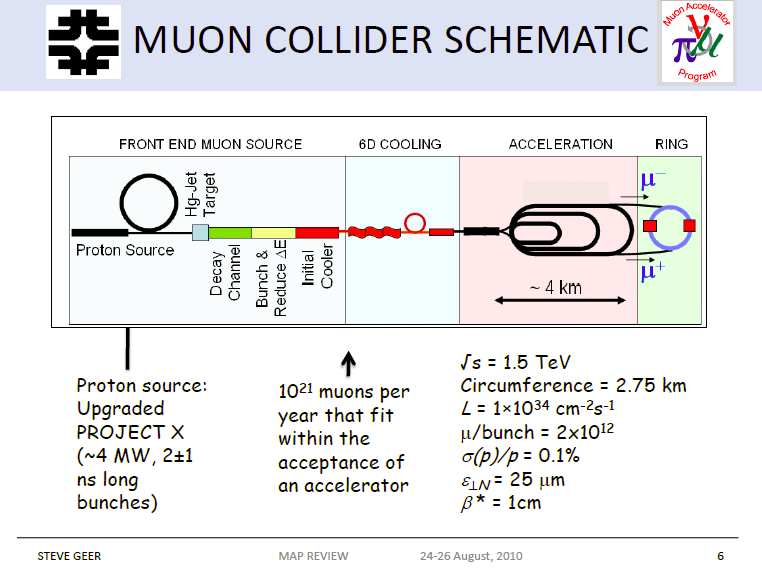 MUON COLLIDER SCHEMATIC
Muon Accelerator
πμ
Program
FRONT END MUON SOURCE
6D COOLING
ACCELERATION
RING
Proton Source
Hg-Jet
Target
Decay
Channel
Bunch &
Reduce ΔE
Initial
Cooler
~ 4 km
μ⁻
μ⁺
Proton source:
Upgraded
PROJECT X
(~4 MW, 2±1
ns long
bunches)
10²¹ muons per
year that fit
within the
acceptance of
an accelerator
√s = 1.5 TeV
Circumference = 2.75 km
L = 1×10³⁴ cm⁻²s⁻¹
μ/bunch = 2x10¹²
σ(p)/p = 0.1%
ε⊥N = 25 μm
β* = 1cm
STEVE GEER
MAP REVIEW
24-26 August, 2010
6